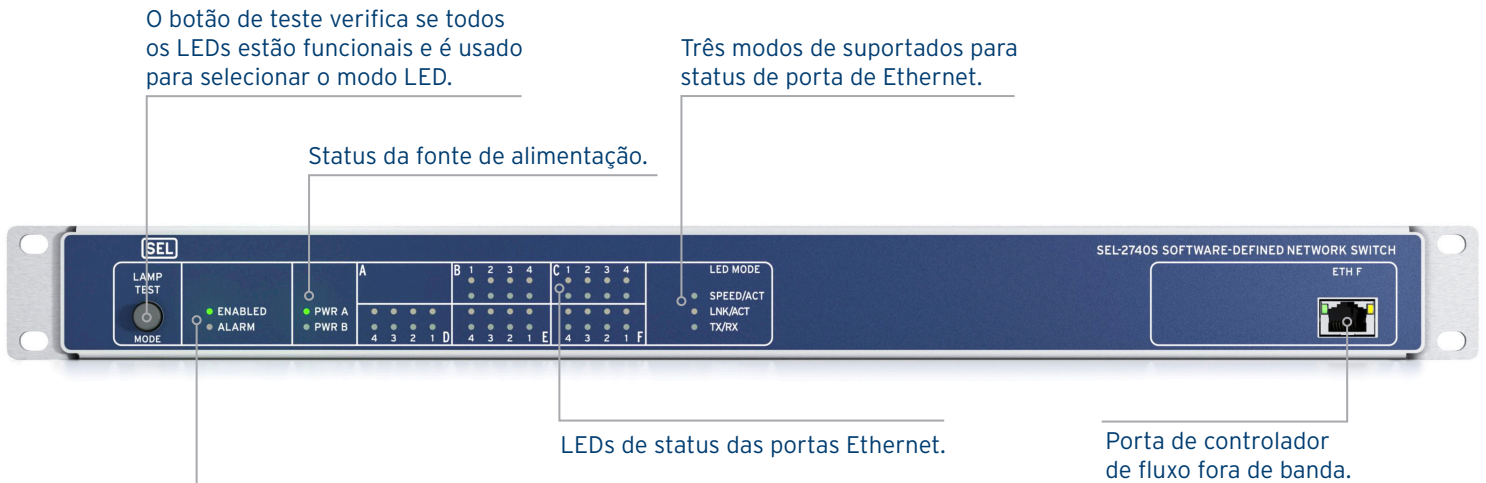 O botão de teste verifica se todos
os LEDs estão funcionais e é usado
para selecionar o modo LED.
Três modos de suportados para
status de porta de Ethernet.
Status da fonte de alimentação.
SEL
SEL-2740S SOFTWARE-DEFINED NETWORK SWITCH
LAMP
TEST
MODE
ENABLED
ALARM
PWR A
PWR B
A
B 1 2 3 4
C 1 2 3 4
4 3 2 1 D
4 3 2 1 E
4 3 2 1 F
LED MODE
SPEED/ACT
LNK/ACT
TX/RX
ETH F
LEDs de status das portas Ethernet.
Porta de controlador
de fluxo fora de banda.